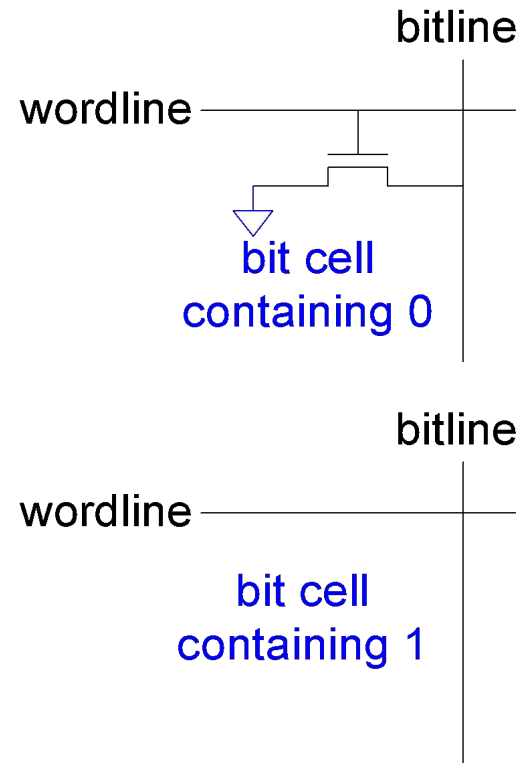 bitline
wordline
bit cell
containing 0
bitline
wordline
bit cell
containing 1